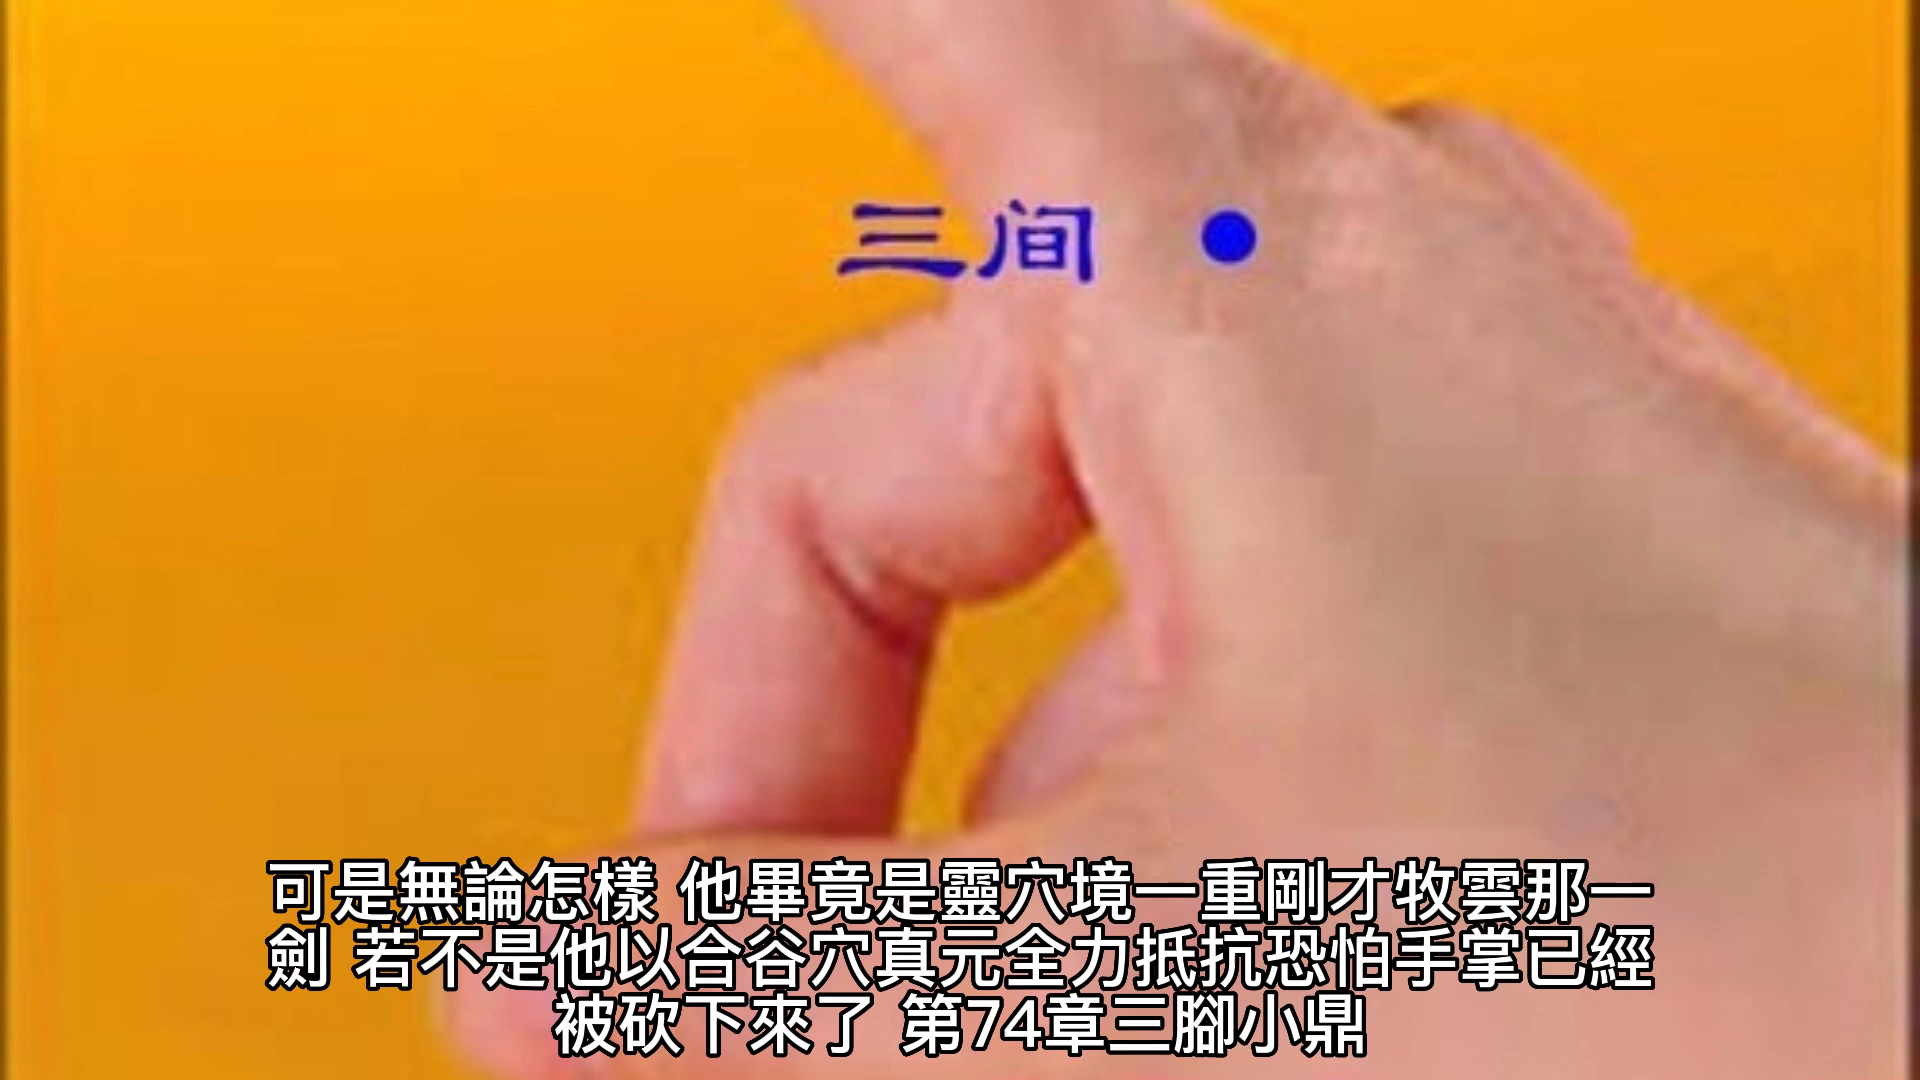 三间
可是無論怎樣 他畢竟是靈穴境一重剛才牧雲那一
劍 若不是他以合谷穴真元全力抵抗恐怕手掌已經
被砍下來了 第74章三腳小鼎